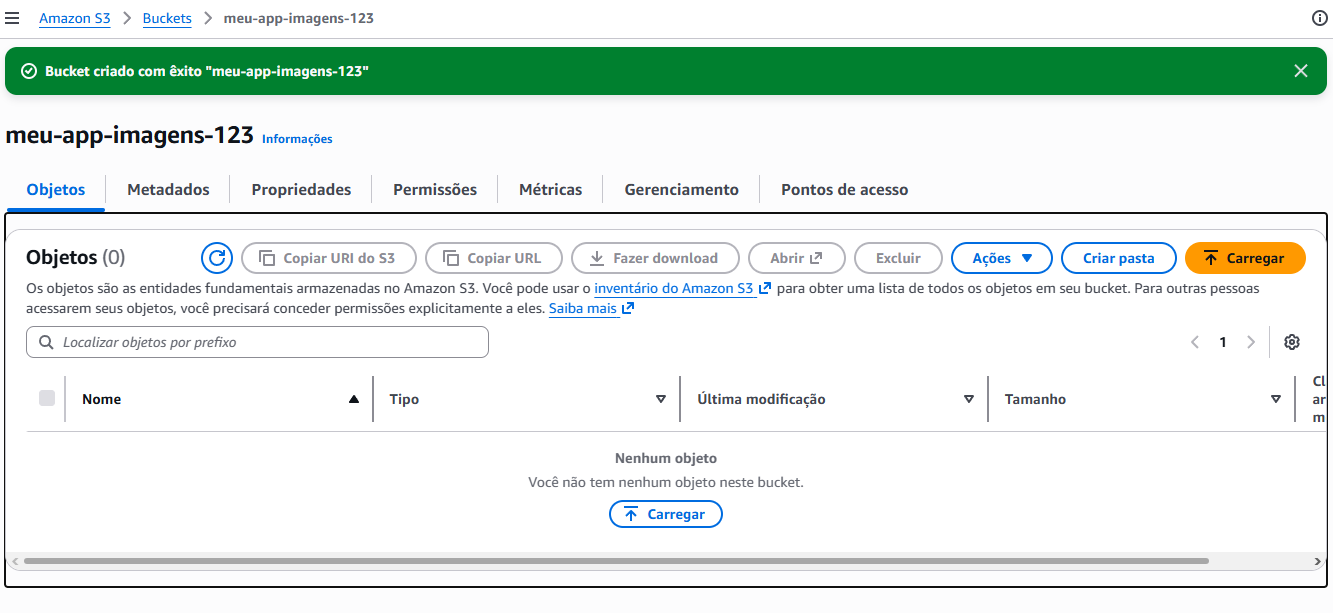 Amazon S3 > Buckets > meu-app-imagens-123
Bucket criado com êxito "meu-app-imagens-123"
meu-app-imagens-123 Informações
Objetos Metadados Propriedades Permissões Métricas Gerenciamento Pontos de acesso
Objetos (0) Copiar URI do S3 Copiar URL Fazer download Abrir Excluir Ações Criar pasta Carregar
Os objetos são as entidades fundamentais armazenadas no Amazon S3. Você pode usar o inventário do Amazon S3 para obter uma lista de todos os objetos em seu bucket. Para outras pessoas
acessarem seus objetos, você precisará conceder permissões explicitamente a eles. Saiba mais
Localizar objetos por prefixo 1
Nome Tipo Última modificação Tamanho Cl
ar
m
Nenhum objeto
Você não tem nenhum objeto neste bucket.
Carregar